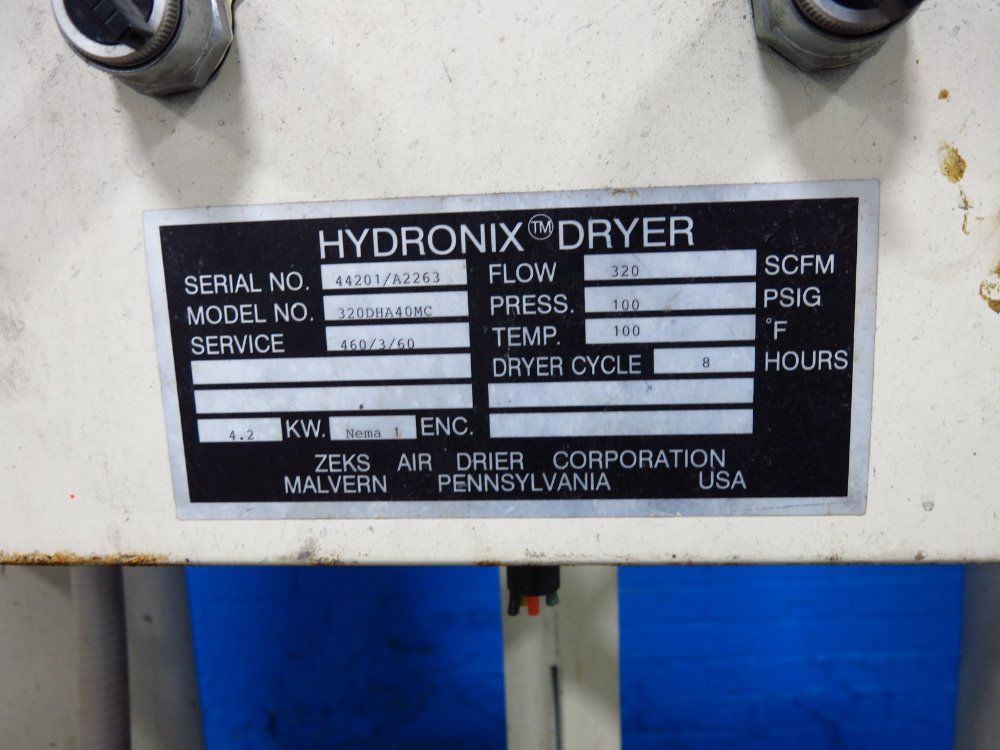 HYDRONIX™ DRYER
SERIAL NO. 44201/A2263 FLOW 320 SCFM
MODEL NO. 320DHA40MC PRESS. 100 PSIG
SERVICE 460/3/60 TEMP. 100 °F
DRYER CYCLE 8 HOURS
4.2 KW. Nema 1 ENC.
ZEKS AIR DRIER CORPORATION
MALVERN PENNSYLVANIA USA